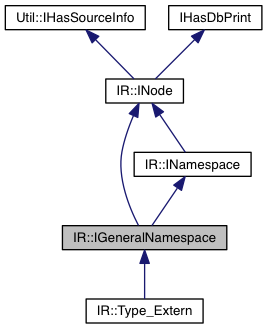 Util::IHasSourceInfo
IHasDbPrint
IR::INode
IR::INamespace
IR::IGeneralNamespace
IR::Type_Extern